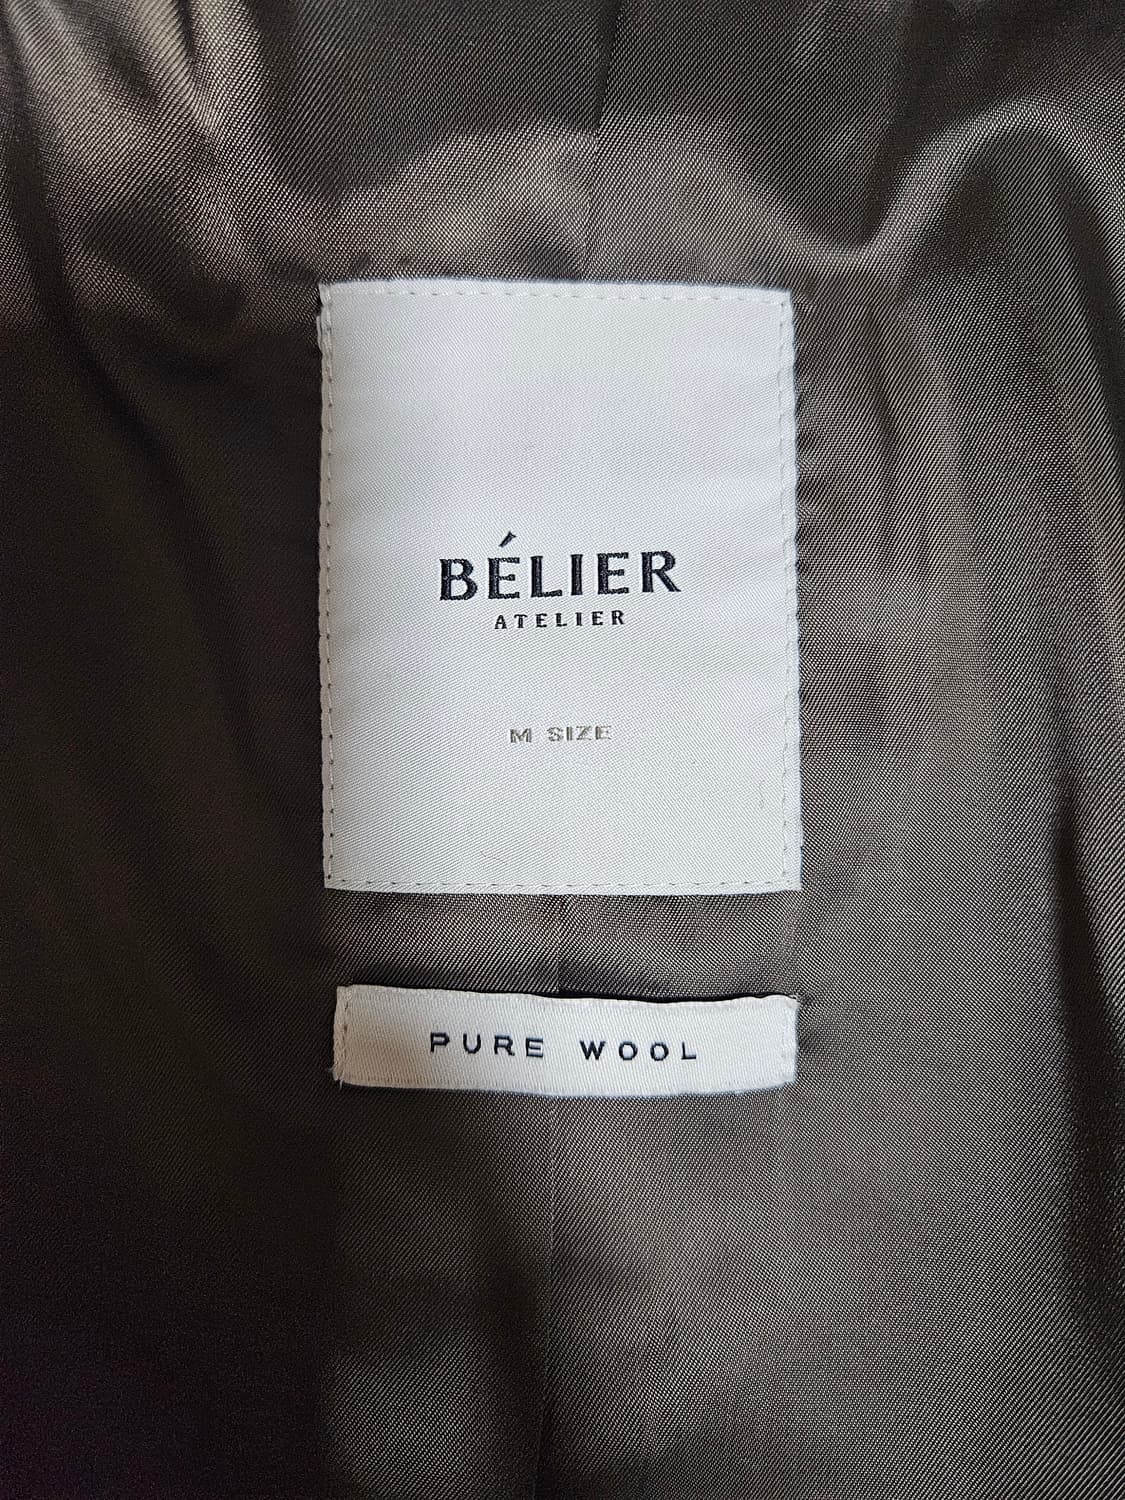 BÉLIER
ATELIER
M SIZE
PURE WOOL